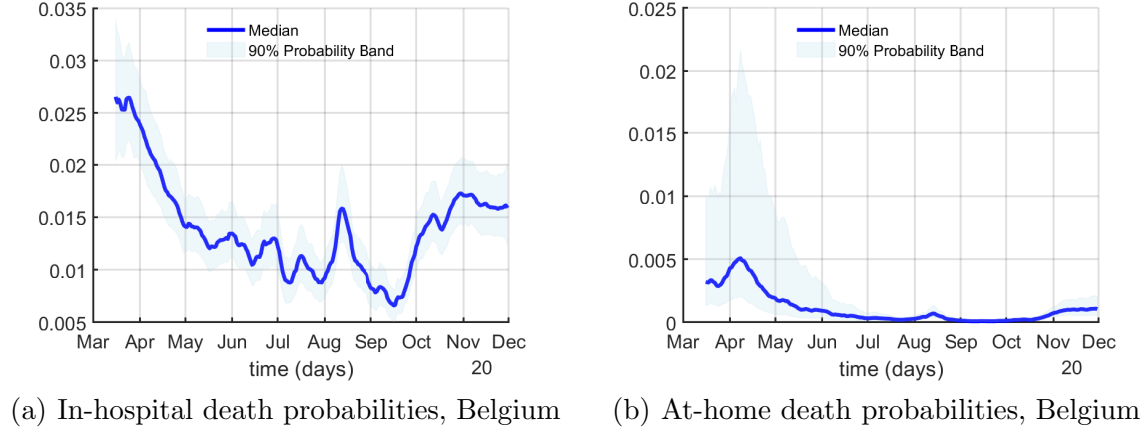 0.035
0.03
0.025
0.02
0.015
0.01
0.005
Median
90% Probability Band
Mar Apr May Jun Jul Aug Sep Oct Nov Dec
time (days)
20
(a) In-hospital death probabilities, Belgium
0.025
0.02
0.015
0.01
0.005
0
Median
90% Probability Band
Mar Apr May Jun Jul Aug Sep Oct Nov Dec
time (days)
20
(b) At-home death probabilities, Belgium